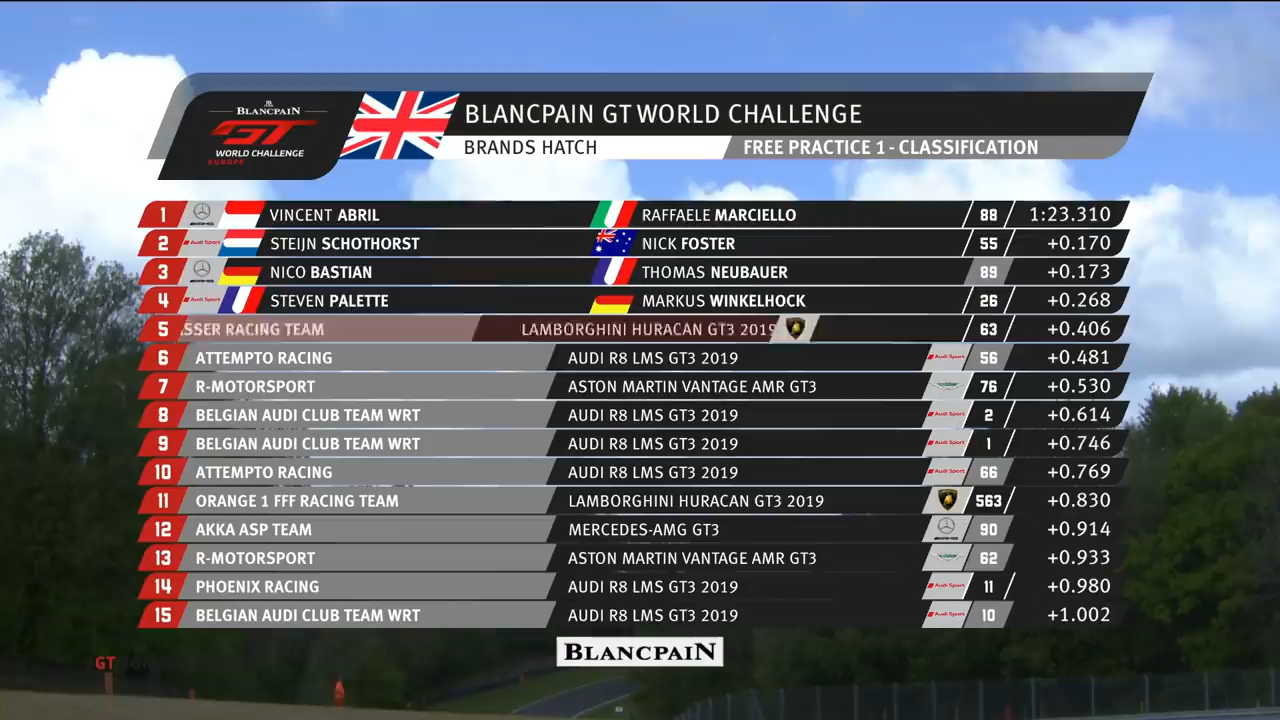 BLANCPAIN
GT
WORLD CHALLENGE
EUROPE
BLANCPAIN GT WORLD CHALLENGE
BRANDS HATCH FREE PRACTICE 1 - CLASSIFICATION
1 AMG VINCENT ABRIL RAFFAELE MARCIELLO 88 1:23.310
2 Audi Sport STEIJN SCHOTHORST NICK FOSTER 55 +0.170
3 AMG NICO BASTIAN THOMAS NEUBAUER 89 +0.173
4 Audi Sport STEVEN PALETTE MARKUS WINKELHOCK 26 +0.268
5 SSER RACING TEAM LAMBORGHINI HURACAN GT3 2019 63 +0.406
6 ATTEMPTO RACING AUDI R8 LMS GT3 2019 Audi Sport 56 +0.481
7 R-MOTORSPORT ASTON MARTIN VANTAGE AMR GT3 76 +0.530
8 BELGIAN AUDI CLUB TEAM WRT AUDI R8 LMS GT3 2019 Audi Sport 2 +0.614
9 BELGIAN AUDI CLUB TEAM WRT AUDI R8 LMS GT3 2019 Audi Sport 1 +0.746
10 ATTEMPTO RACING AUDI R8 LMS GT3 2019 Audi Sport 66 +0.769
11 ORANGE 1 FFF RACING TEAM LAMBORGHINI HURACAN GT3 2019 563 +0.830
12 AKKA ASP TEAM MERCEDES-AMG GT3 AMG 90 +0.914
13 R-MOTORSPORT ASTON MARTIN VANTAGE AMR GT3 62 +0.933
14 PHOENIX RACING AUDI R8 LMS GT3 2019 Audi Sport 11 +0.980
15 BELGIAN AUDI CLUB TEAM WRT AUDI R8 LMS GT3 2019 Audi Sport 10 +1.002
BLANCPAIN
GT